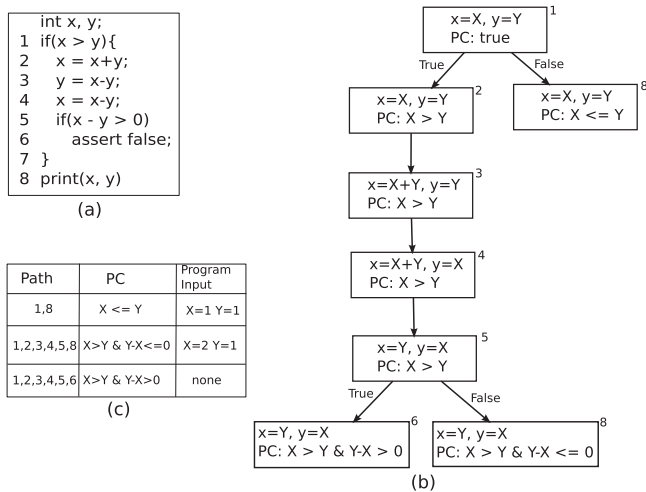 int x, y;
1 if(x > y){
2 x = x+y;
3 y = x-y;
4 x = x-y;
5 if(x - y > 0)
6 assert false;
7 }
8 print(x, y)
(a)
1
x=X, y=Y
PC: true
True
False
2
x=X, y=Y
PC: X > Y
8
x=X, y=Y
PC: X <= Y
3
x=X+Y, y=Y
PC: X > Y
4
x=X+Y, y=X
PC: X > Y
5
x=Y, y=X
PC: X > Y
True
False
6
x=Y, y=X
PC: X > Y & Y-X > 0
8
x=Y, y=X
PC: X > Y & Y-X <= 0
(b)
Path PC Program Input
1,8 X <= Y X=1 Y=1
1,2,3,4,5,8 X>Y & Y-X<=0 X=2 Y=1
1,2,3,4,5,6 X>Y & Y-X>0 none
(c)